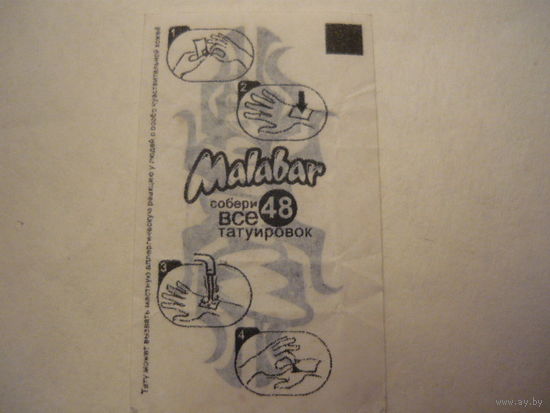 1
2
Malabar
собери
все 48
татуировок
3
4
Тату может вызвать местную аллергическую реакцию у людей с особо чувствительной кожей
www.ay.by